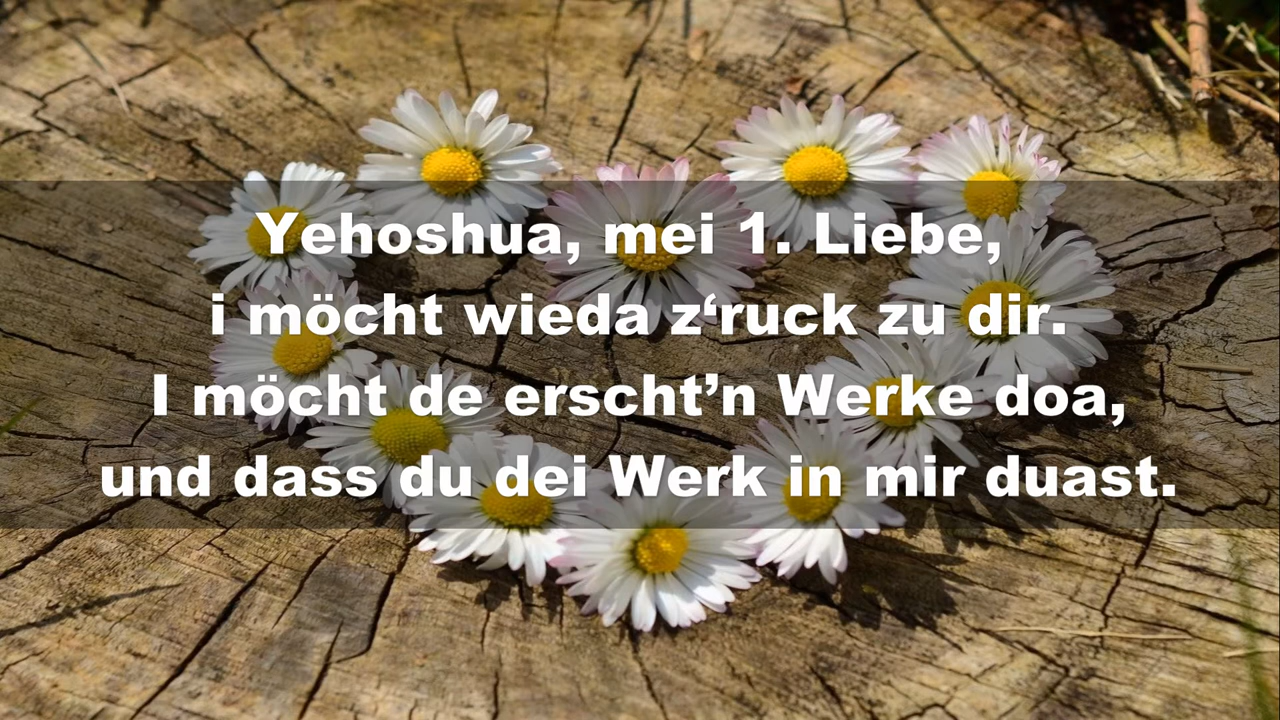 Yehoshua, mei 1. Liebe,
i möcht wieda z‘ruck zu dir.
I möcht de erscht’n Werke doa,
und dass du dei Werk in mir duast.